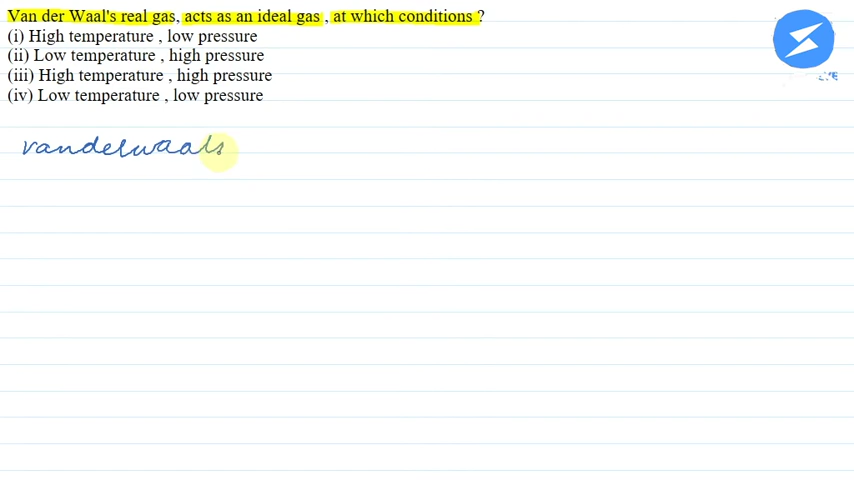 Van der Waal's real gas, acts as an ideal gas , at which conditions ?
(i) High temperature , low pressure
(ii) Low temperature , high pressure
(iii) High temperature , high pressure
(iv) Low temperature , low pressure
vanderwaals